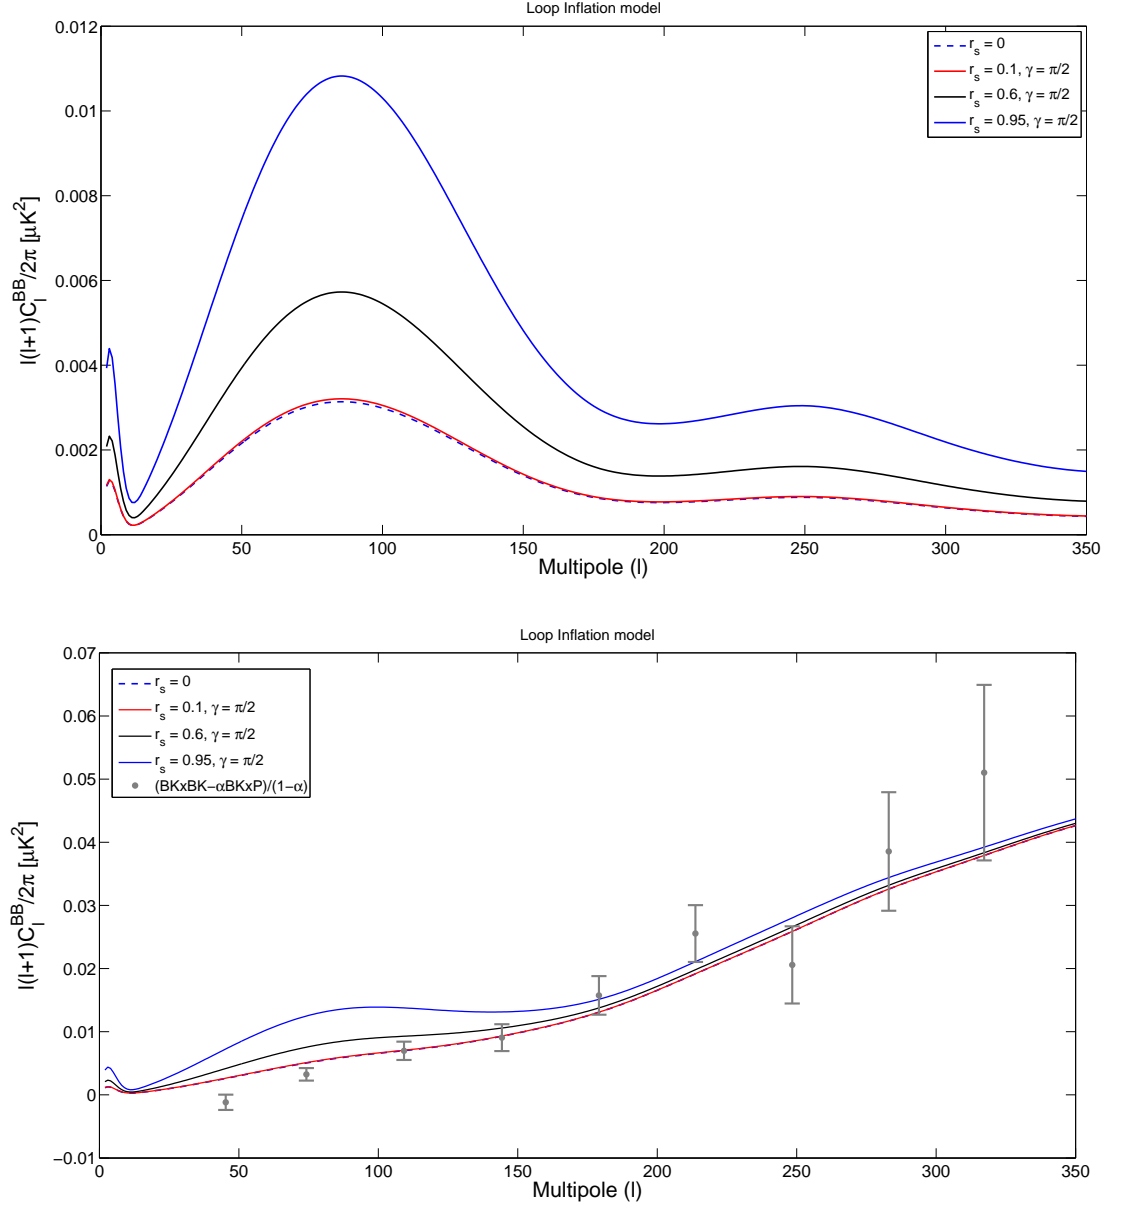 Loop Inflation model
0.012
0.01
0.008
0.006
0.004
0.002
0
l(l+1)C_l^BB/2π [μK²]
r_s = 0
r_s = 0.1, γ = π/2
r_s = 0.6, γ = π/2
r_s = 0.95, γ = π/2
0 50 100 150 200 250 300 350
Multipole (l)
Loop Inflation model
0.07
0.06
0.05
0.04
0.03
0.02
0.01
0
−0.01
l(l+1)C_l^BB/2π [μK²]
r_s = 0
r_s = 0.1, γ = π/2
r_s = 0.6, γ = π/2
r_s = 0.95, γ = π/2
(BKxBK−αBKxP)/(1−α)
0 50 100 150 200 250 300 350
Multipole (l)